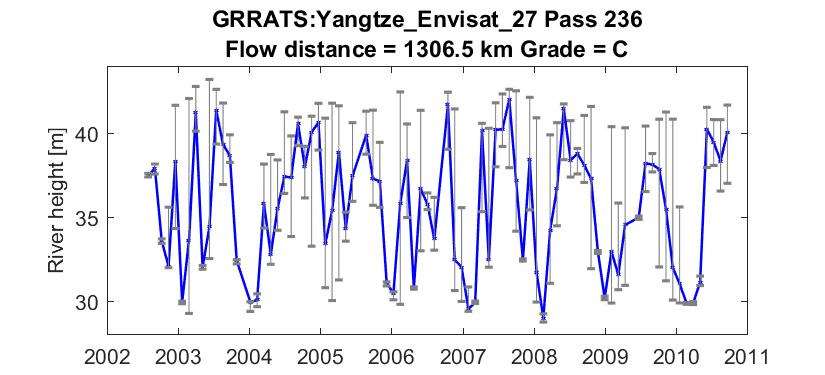 GRRATS:Yangtze_Envisat_27 Pass 236
Flow distance = 1306.5 km Grade = C
River height [m]
40
35
30
2002 2003 2004 2005 2006 2007 2008 2009 2010 2011